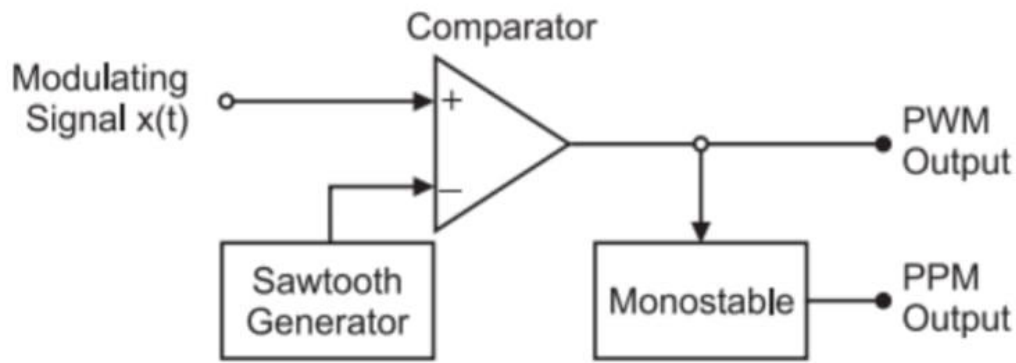 Comparator
Modulating
Signal x(t)
+
−
PWM
Output
Sawtooth
Generator
Monostable
PPM
Output